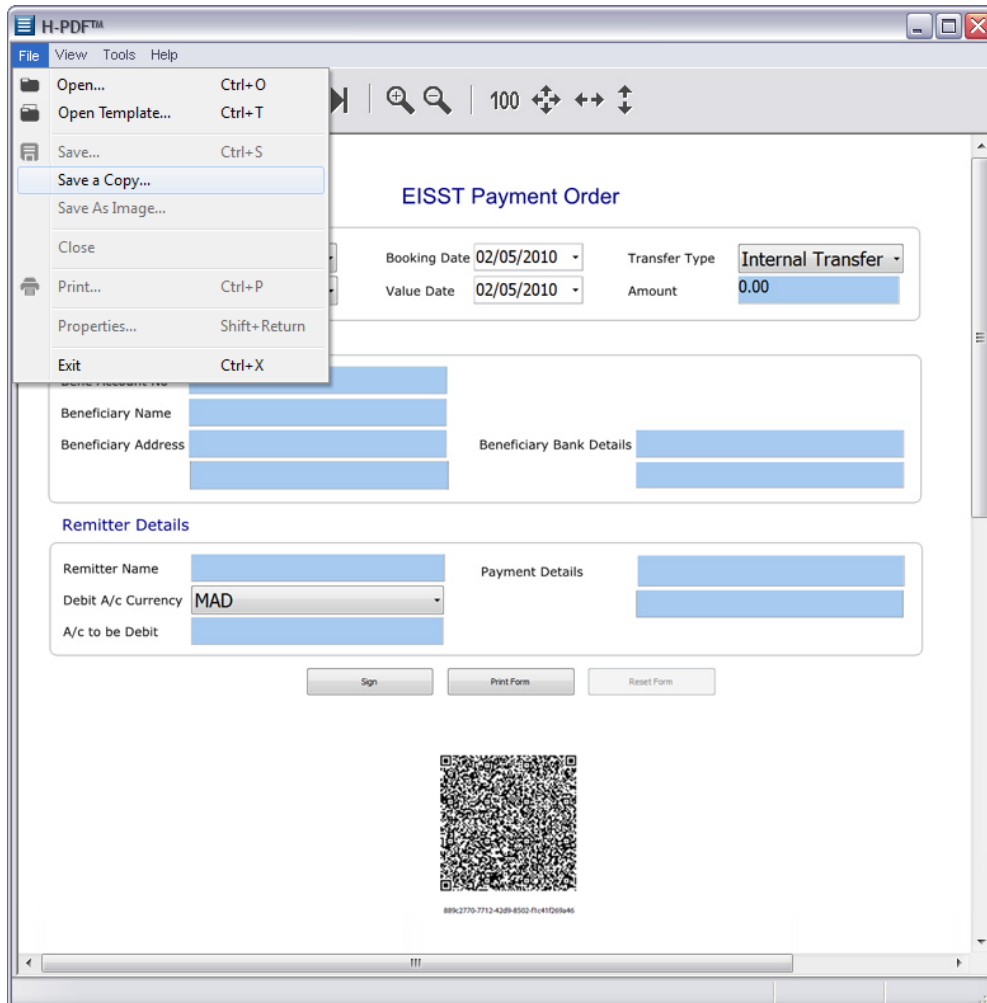 H-PDF™
File View Tools Help
Open... Ctrl+O
Open Template... Ctrl+T
Save... Ctrl+S
Save a Copy...
Save As Image...
Close
Print... Ctrl+P
Properties... Shift+Return
Exit Ctrl+X
100
EISST Payment Order
Booking Date 02/05/2010 Transfer Type Internal Transfer
Value Date 02/05/2010 Amount 0.00
Bene Account No
Beneficiary Name
Beneficiary Address Beneficiary Bank Details
Remitter Details
Remitter Name Payment Details
Debit A/c Currency MAD
A/c to be Debit
Sign Print Form Reset Form
889c2770-7712-42d9-8502-f1c41f269a46